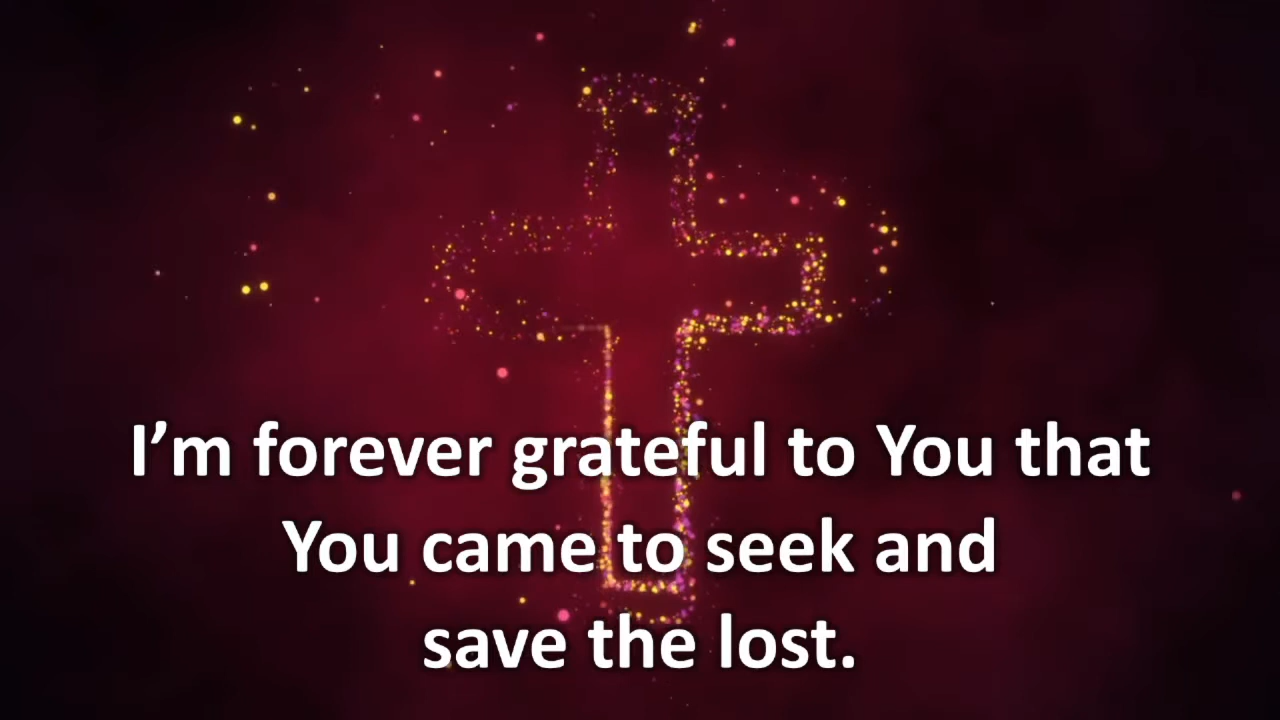 I’m forever grateful to You that
You came to seek and
save the lost.